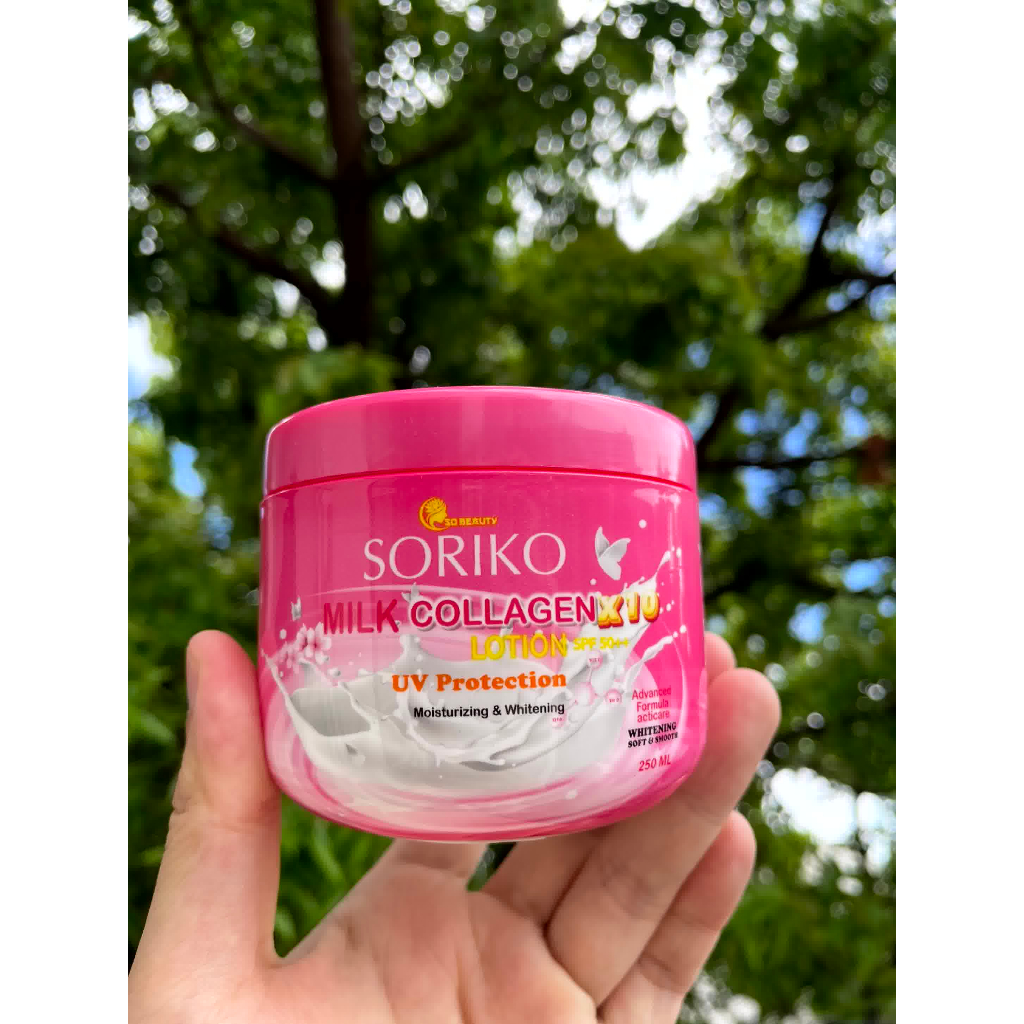 SO BEAUTY
SORIKO
MILK COLLAGEN X10
LOTION SPF 50++
UV Protection
Moisturizing & Whitening
Advanced
Formula
acticare
WHITENING
SOFT & SMOOTH
250 ML